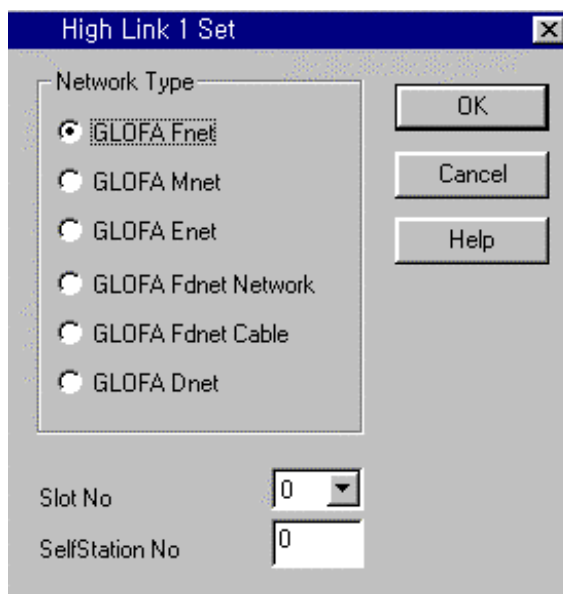 High Link 1 Set
Network Type
GLOFA Fnet
GLOFA Mnet
GLOFA Enet
GLOFA Fdnet Network
GLOFA Fdnet Cable
GLOFA Dnet
OK
Cancel
Help
Slot No
0
SelfStation No
0